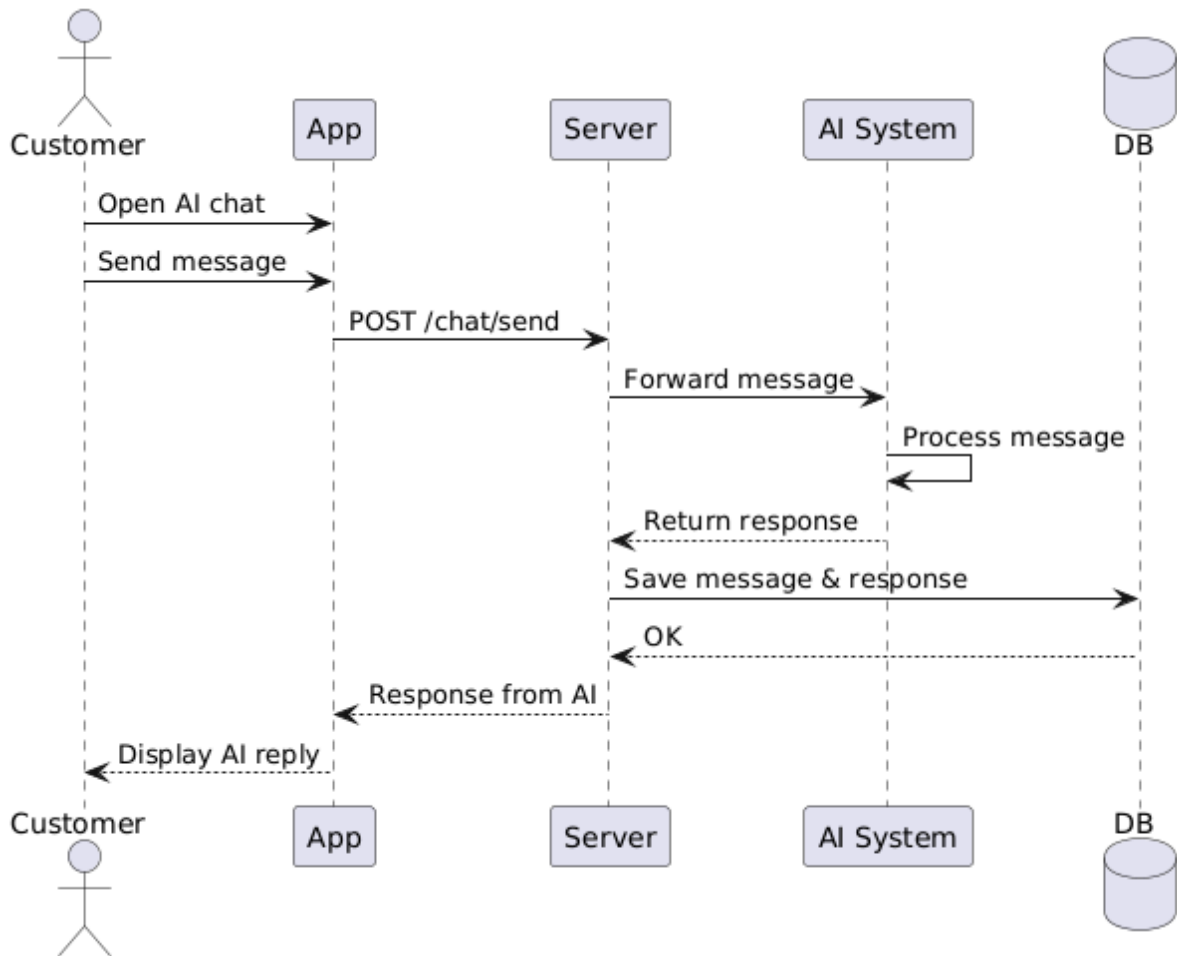 Customer
App
Server
AI System
DB
Open AI chat
Send message
POST /chat/send
Forward message
Process message
Return response
Save message & response
OK
Response from AI
Display AI reply
Customer
App
Server
AI System
DB